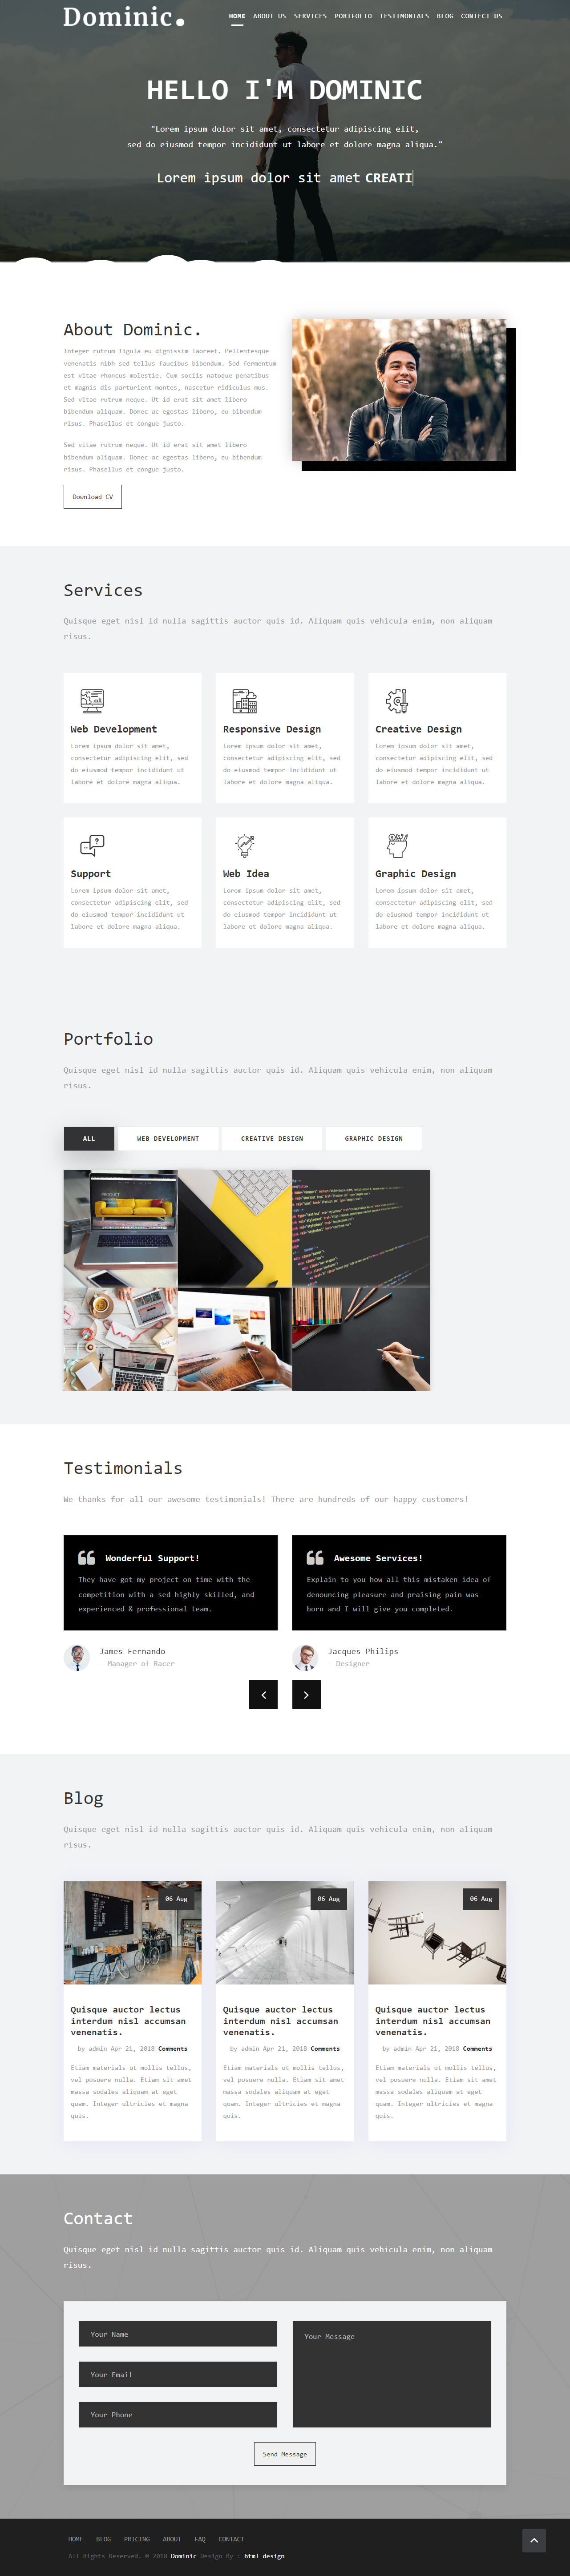 Dominic.
HOME ABOUT US SERVICES PORTFOLIO TESTIMONIALS BLOG CONTECT US
HELLO I'M DOMINIC
"Lorem ipsum dolor sit amet, consectetur adipiscing elit,
sed do eiusmod tempor incididunt ut labore et dolore magna aliqua."
Lorem ipsum dolor sit amet CREATI
About Dominic.
Integer rutrum ligula eu dignissim laoreet. Pellentesque
venenatis nibh sed tellus faucibus bibendum. Sed fermentum
est vitae rhoncus molestie. Cum sociis natoque penatibus
et magnis dis parturient montes, nascetur ridiculus mus.
Sed vitae rutrum neque. Ut id erat sit amet libero
bibendum aliquam. Donec ac egestas libero, eu bibendum
risus. Phasellus et congue justo.
Sed vitae rutrum neque. Ut id erat sit amet libero
bibendum aliquam. Donec ac egestas libero, eu bibendum
risus. Phasellus et congue justo.
Download CV
Services
Quisque eget nisl id nulla sagittis auctor quis id. Aliquam quis vehicula enim, non aliquam
risus.
Web Development
Lorem ipsum dolor sit amet,
consectetur adipiscing elit, sed
do eiusmod tempor incididunt ut
labore et dolore magna aliqua.
Responsive Design
Lorem ipsum dolor sit amet,
consectetur adipiscing elit, sed
do eiusmod tempor incididunt ut
labore et dolore magna aliqua.
Creative Design
Lorem ipsum dolor sit amet,
consectetur adipiscing elit, sed
do eiusmod tempor incididunt ut
labore et dolore magna aliqua.
Support
Lorem ipsum dolor sit amet,
consectetur adipiscing elit, sed
do eiusmod tempor incididunt ut
labore et dolore magna aliqua.
Web Idea
Lorem ipsum dolor sit amet,
consectetur adipiscing elit, sed
do eiusmod tempor incididunt ut
labore et dolore magna aliqua.
Graphic Design
Lorem ipsum dolor sit amet,
consectetur adipiscing elit, sed
do eiusmod tempor incididunt ut
labore et dolore magna aliqua.
Portfolio
Quisque eget nisl id nulla sagittis auctor quis id. Aliquam quis vehicula enim, non aliquam
risus.
ALL WEB DEVELOPMENT CREATIVE DESIGN GRAPHIC DESIGN
Testimonials
We thanks for all our awesome testimonials! There are hundreds of our happy customers!
Wonderful Support!
They have got my project on time with the
competition with a sed highly skilled, and
experienced & professional team.
James Fernando
- Manager of Racer
Awesome Services!
Explain to you how all this mistaken idea of
denouncing pleasure and praising pain was
born and I will give you completed.
Jacques Philips
- Designer
Blog
Quisque eget nisl id nulla sagittis auctor quis id. Aliquam quis vehicula enim, non aliquam
risus.
06 Aug
Quisque auctor lectus
interdum nisl accumsan
venenatis.
by admin Apr 21, 2018 Comments
Etiam materials ut mollis tellus,
vel posuere nulla. Etiam sit amet
massa sodales aliquam at eget
quam. Integer ultricies et magna
quis.
06 Aug
Quisque auctor lectus
interdum nisl accumsan
venenatis.
by admin Apr 21, 2018 Comments
Etiam materials ut mollis tellus,
vel posuere nulla. Etiam sit amet
massa sodales aliquam at eget
quam. Integer ultricies et magna
quis.
06 Aug
Quisque auctor lectus
interdum nisl accumsan
venenatis.
by admin Apr 21, 2018 Comments
Etiam materials ut mollis tellus,
vel posuere nulla. Etiam sit amet
massa sodales aliquam at eget
quam. Integer ultricies et magna
quis.
Contact
Quisque eget nisl id nulla sagittis auctor quis id. Aliquam quis vehicula enim, non aliquam
risus.
Your Name
Your Email
Your Phone
Your Message
Send Message
HOME BLOG PRICING ABOUT FAQ CONTACT
All Rights Reserved. © 2018 Dominic Design By : html design